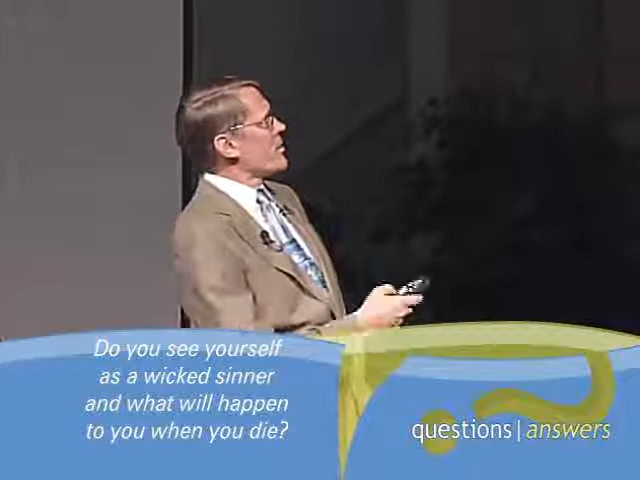 Do you see yourself
as a wicked sinner
and what will happen
to you when you die?
questions|answers